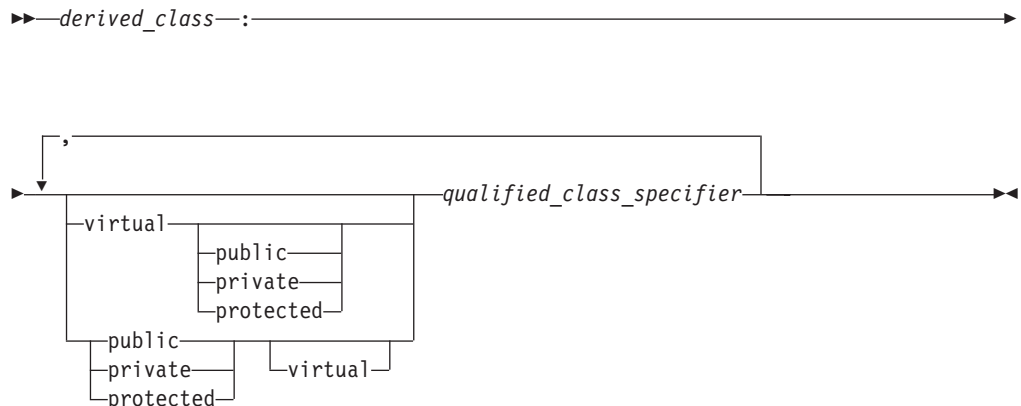 derived_class :
,
qualified_class_specifier
virtual
public
private
protected
public
private
virtual
protected